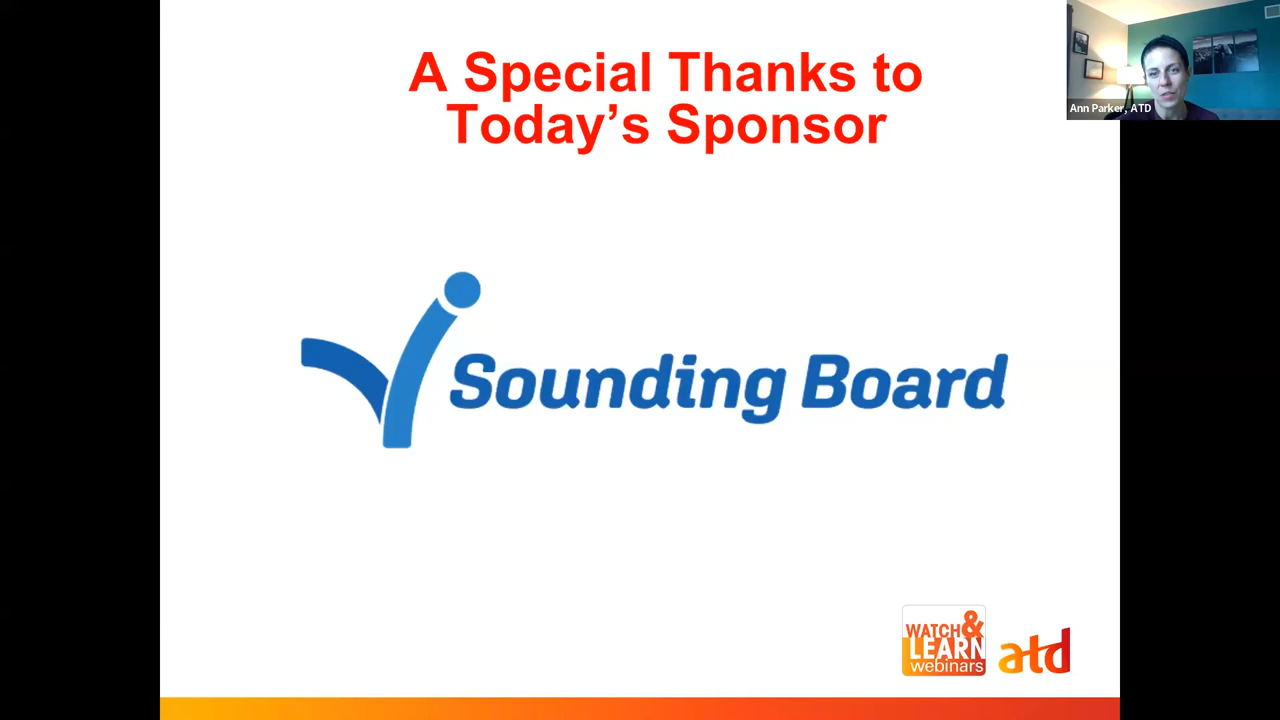 A Special Thanks to
Today’s Sponsor
Ann Parker, ATD
Sounding Board
WATCH&
LEARN
webinars
atd